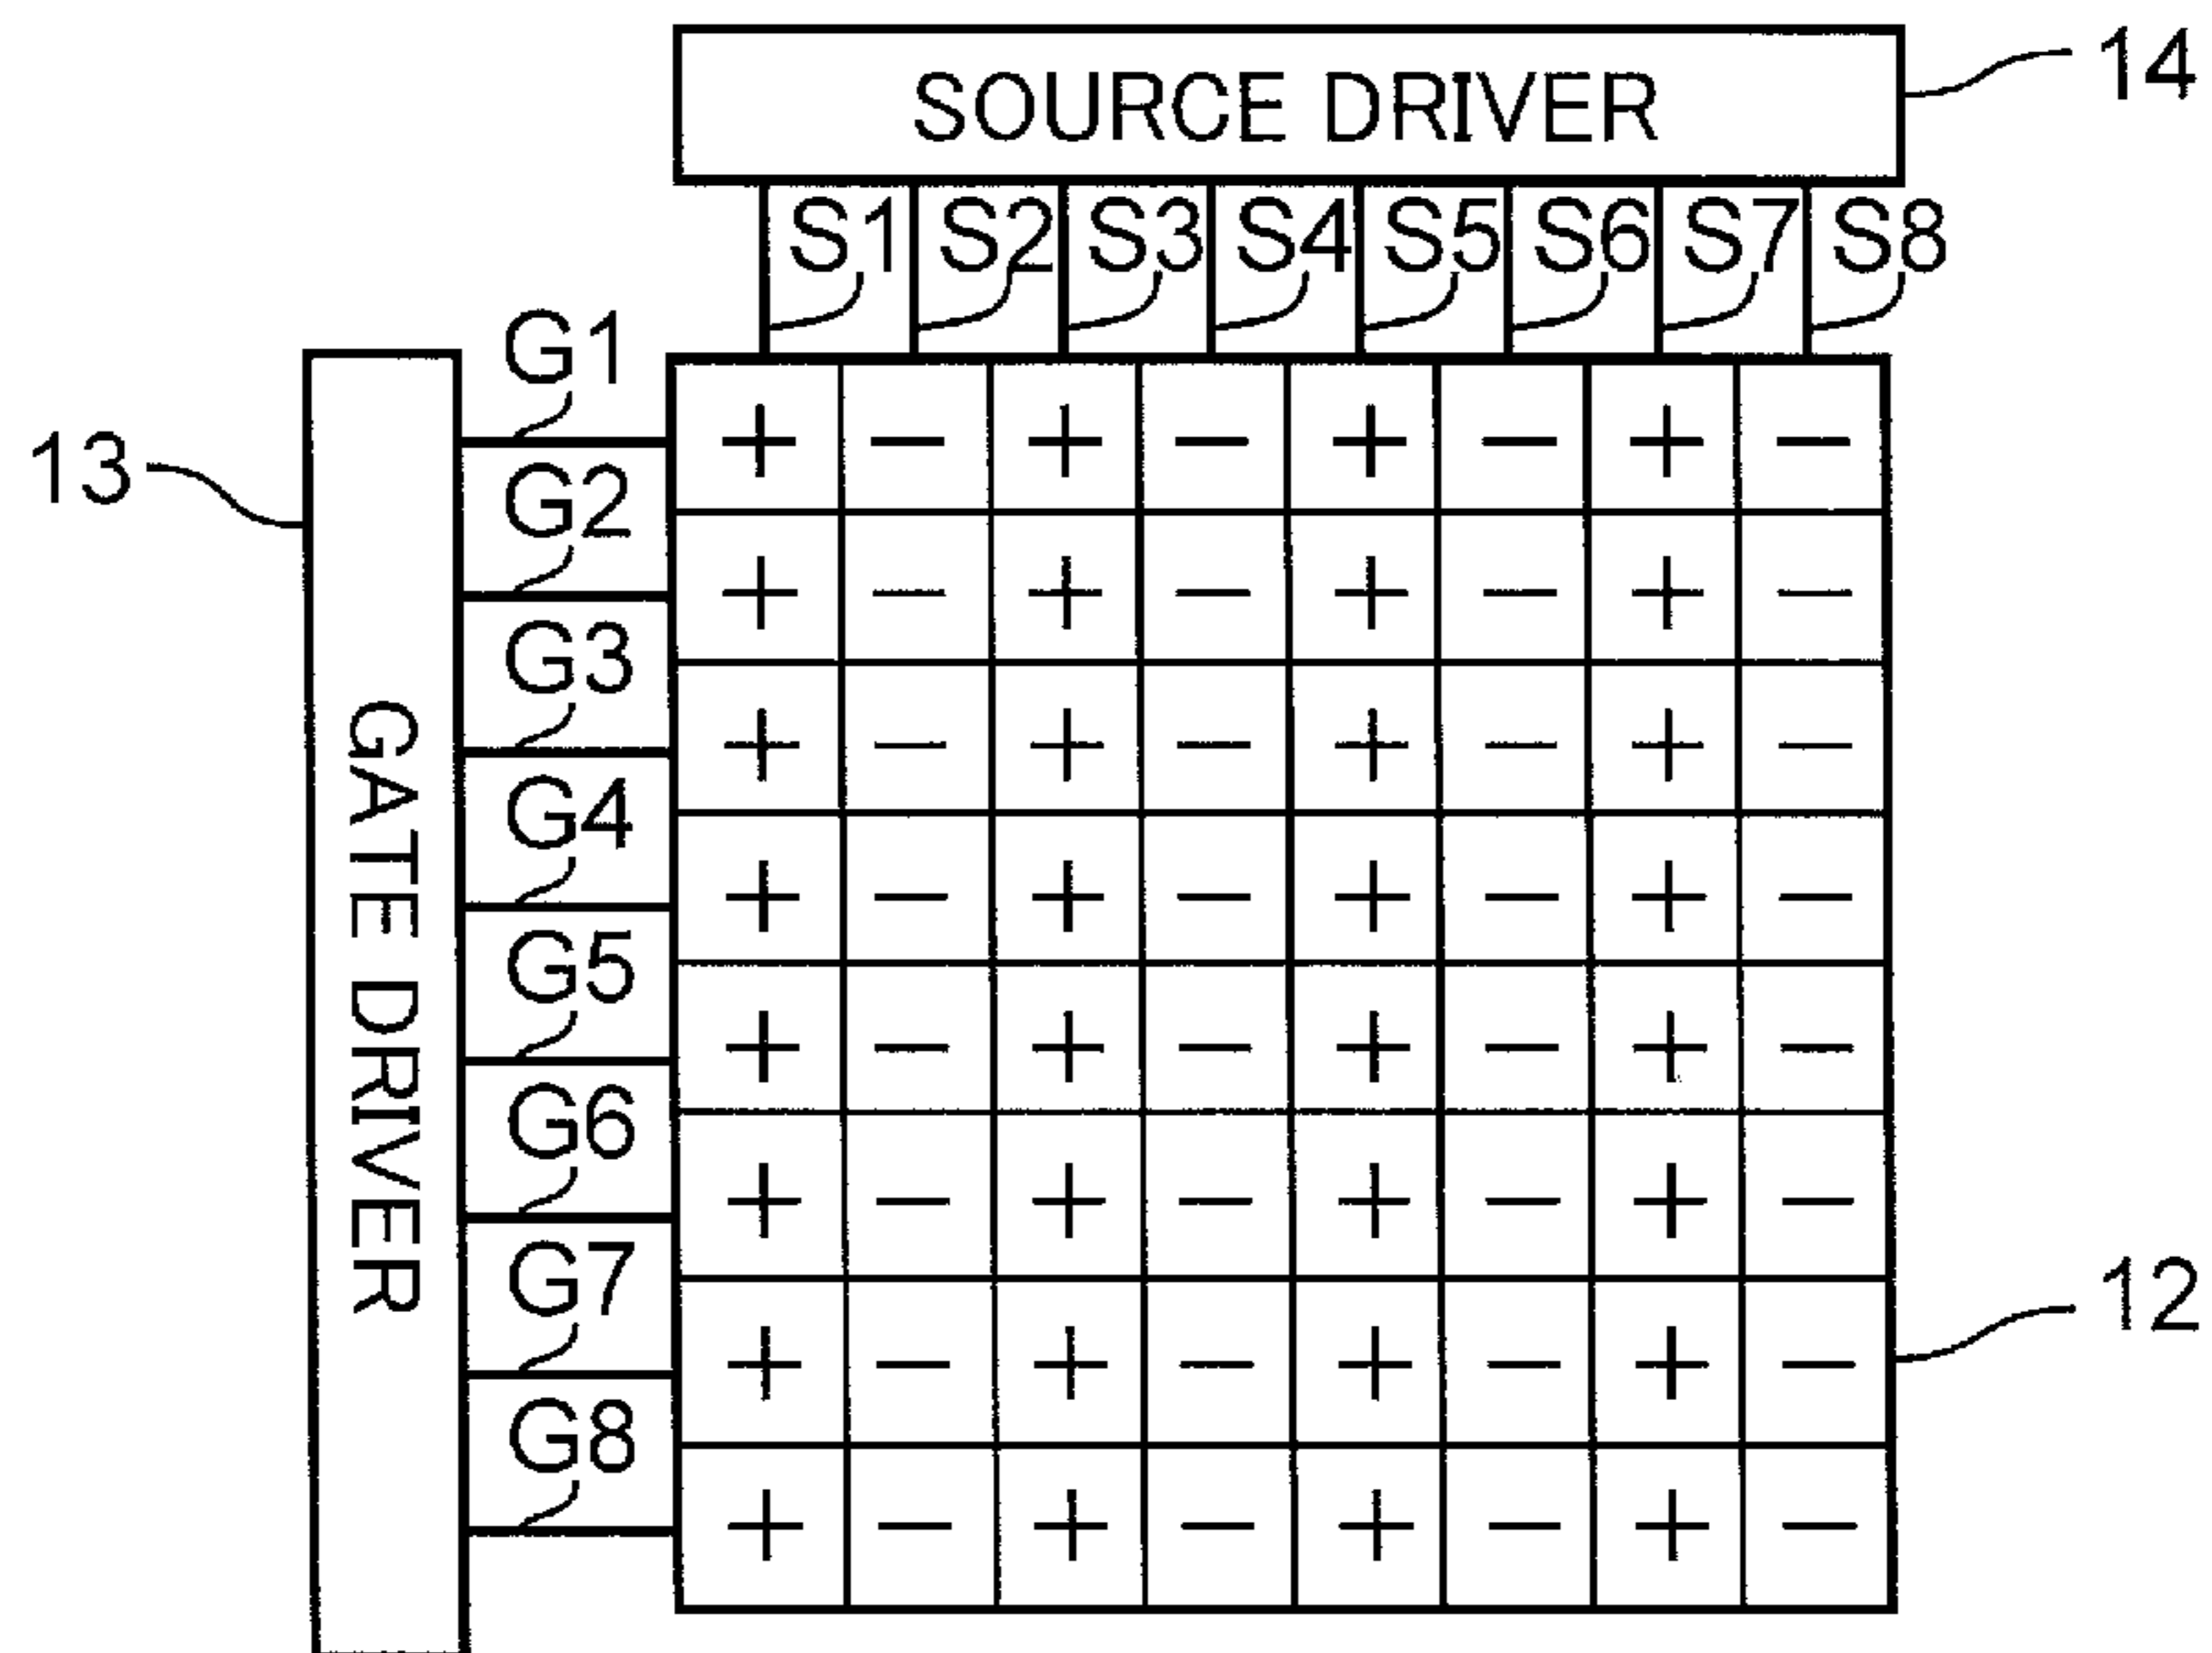 SOURCE DRIVER
14
S1 S2 S3 S4 S5 S6 S7 S8
G1
G2
G3
G4
G5
G6
G7
G8
13
GATE DRIVER
+ − + − + − + −
+ − + − + − + −
+ − + − + − + −
+ − + − + − + −
+ − + − + − + −
+ − + − + − + −
+ − + − + − + −
+ − + − + − + −
12